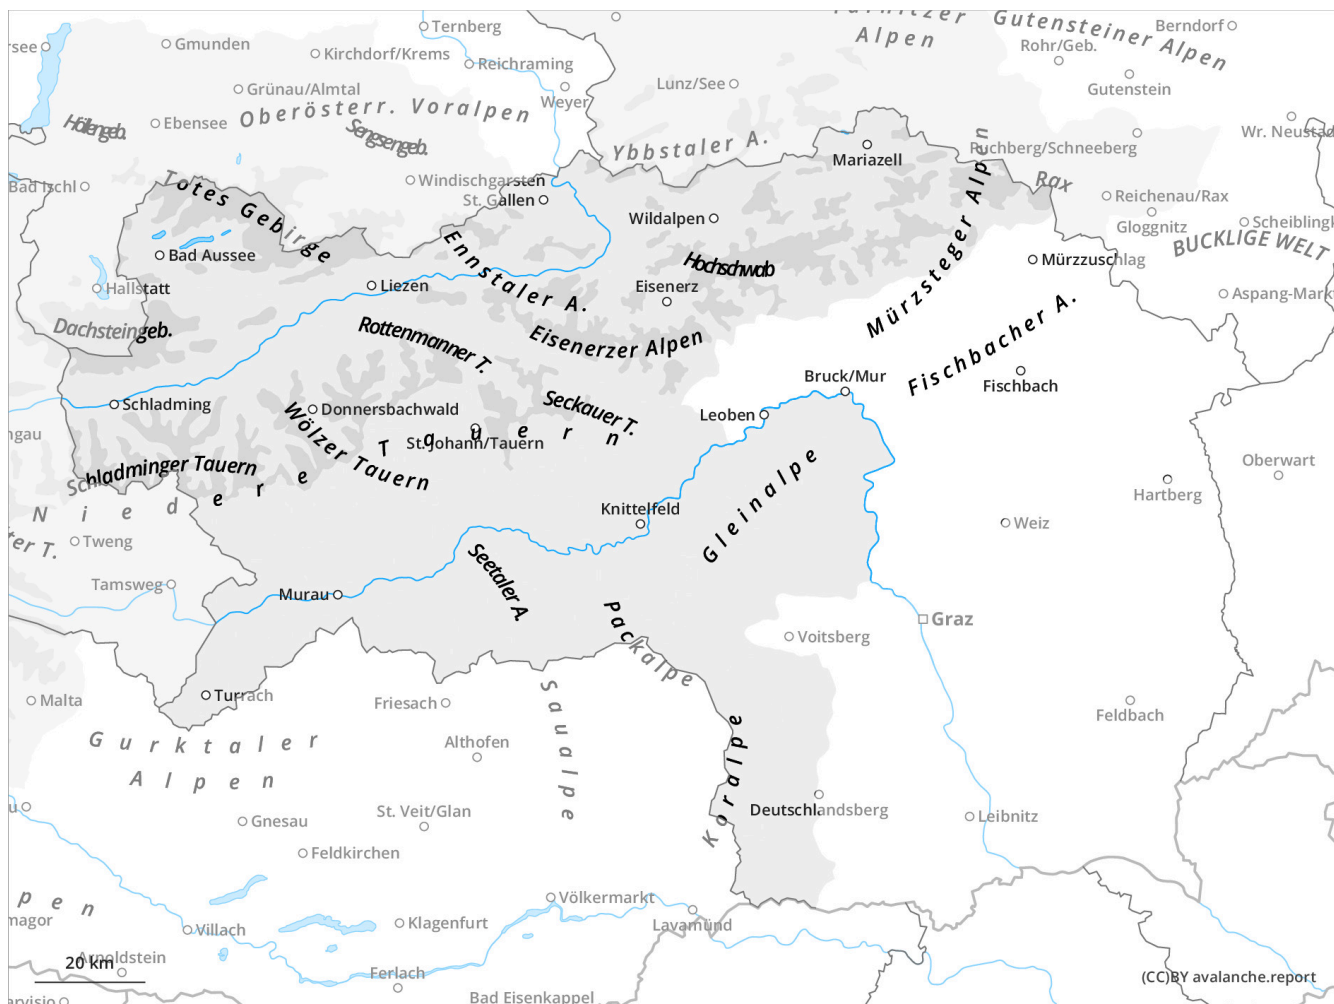 Ternberg
Gutensteiner Alpen
Berndorf
Alpen
Gmunden
Kirchdorf/Krems
Reichraming
Rohr/Geb.
Grünau/Almtal
Weyer
Lunz/See
Gutenstein
Oberösterr. Voralpen
Höllengeb.
Ebensee
Sengsengeb.
Ybbstaler A.
Mariazell
Puchberg/Schneeberg
Bad Ischl
Totes Gebirge
Windischgarsten
St. Gallen
Wildalpen
Mürzsteger Alpen
Rax
Reichenau/Rax
Gloggnitz
BUCKLIGE WELT
Bad Aussee
Ennstaler A.
Hochschwab
Mürzzuschlag
Hallstatt
Liezen
Eisenerz
Dachsteingeb.
Rottenmanner T.
Eisenerzer Alpen
Fischbacher A.
Bruck/Mur
Fischbach
Schladming
Donnersbachwald
Seckauer T.
Leoben
St. Johann/Tauern
Wölzer Tauern
Schladminger Tauern
Niedere Tauern
Gleinalpe
Oberwart
Hartberg
Knittelfeld
Weiz
Tweng
Tamsweg
Murau
Seetaler A.
Packalpe
Graz
Voitsberg
Malta
Turrach
Friesach
Saualpe
Koralpe
Feldbach
Gurktaler
Alpen
Althofen
Gnesau
St. Veit/Glan
Deutschlandsberg
Leibnitz
Feldkirchen
Völkermarkt
Villach
Klagenfurt
Lavamünd
Arnoldstein
20 km
Ferlach
Bad Eisenkappel
(CC)BY avalanche.report